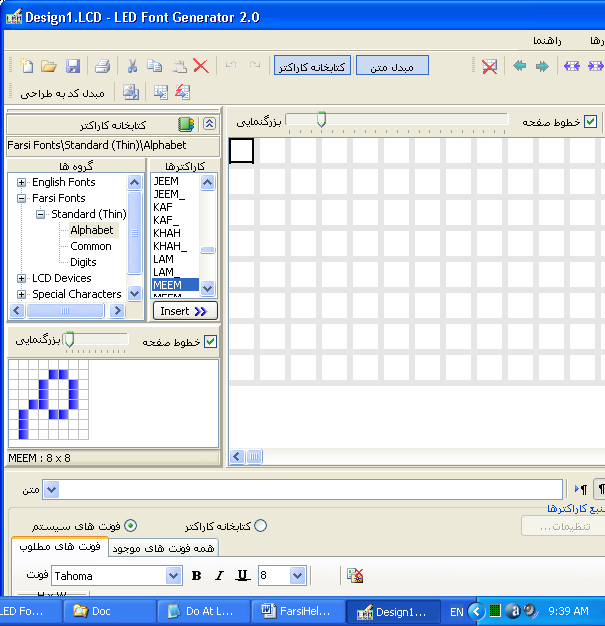 Design1.LCD - LED Font Generator 2.0
راهنما
کتابخانه کاراکتر
مبدل متن
مبدل کد به طراحی
کتابخانه کاراکتر
Farsi Fonts\Standard (Thin)\Alphabet
گروه ها
کاراکترها
English Fonts
Farsi Fonts
Standard (Thin)
Alphabet
Common
Digits
LCD Devices
Special Characters
JEEM
JEEM_
KAF
KAF_
KHAH
KHAH_
LAM
LAM_
MEEM
Insert
بزرگنمایی
خطوط صفحه
MEEM : 8 x 8
بزرگنمایی
خطوط صفحه
متن
منبع کاراکترها
فونت های سیستم
کتابخانه کاراکتر
تنظیمات...
فونت های مطلوب
همه فونت های موجود
فونت
Tahoma
B I U
8
LED Fo...
Doc
Do At L...
FarsiHel...
Design1...
EN
9:39 AM